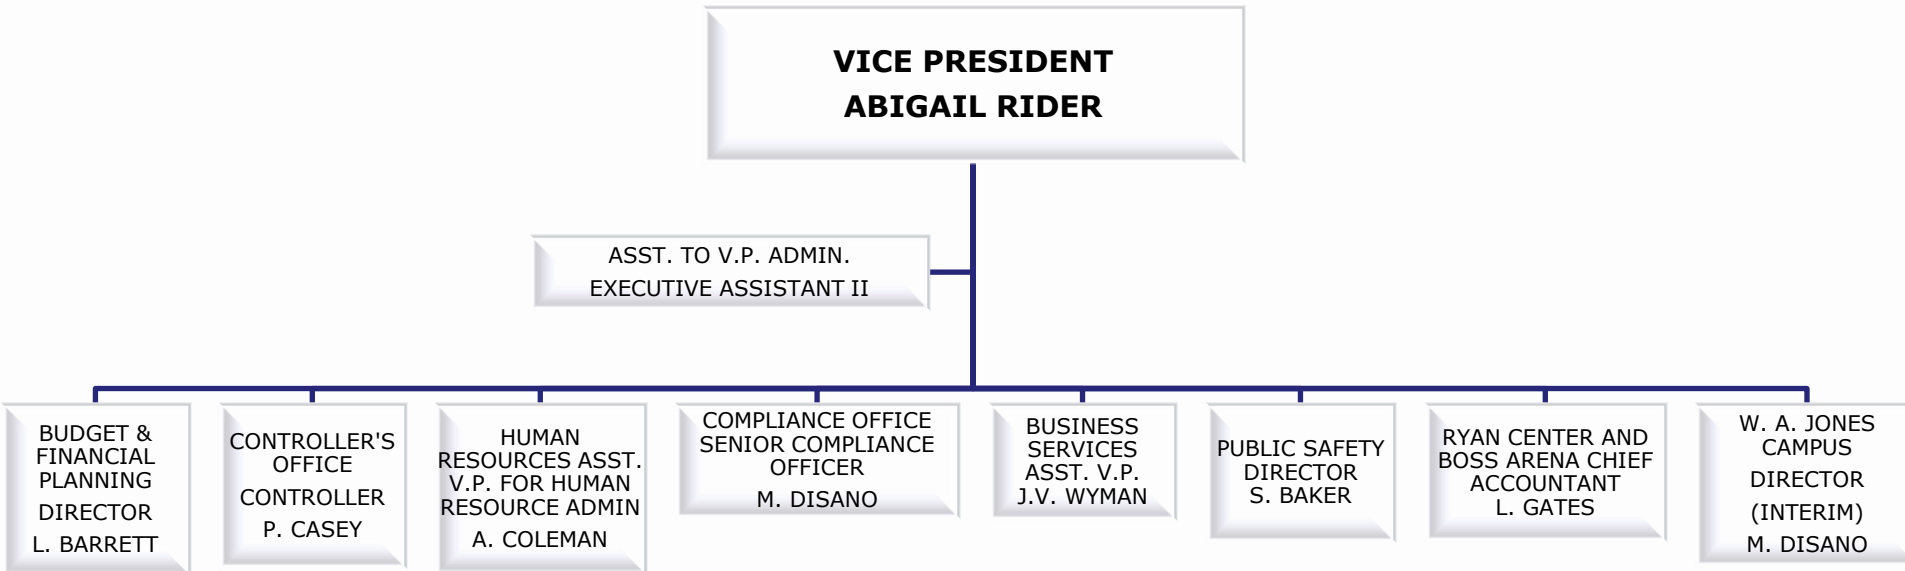 VICE PRESIDENT
ABIGAIL RIDER
ASST. TO V.P. ADMIN.
EXECUTIVE ASSISTANT II
BUDGET &
FINANCIAL
PLANNING
DIRECTOR
L. BARRETT
CONTROLLER'S
OFFICE
CONTROLLER
P. CASEY
HUMAN
RESOURCES ASST.
V.P. FOR HUMAN
RESOURCE ADMIN
A. COLEMAN
COMPLIANCE OFFICE
SENIOR COMPLIANCE
OFFICER
M. DISANO
BUSINESS
SERVICES
ASST. V.P.
J.V. WYMAN
PUBLIC SAFETY
DIRECTOR
S. BAKER
RYAN CENTER AND
BOSS ARENA CHIEF
ACCOUNTANT
L. GATES
W. A. JONES
CAMPUS
DIRECTOR
(INTERIM)
M. DISANO